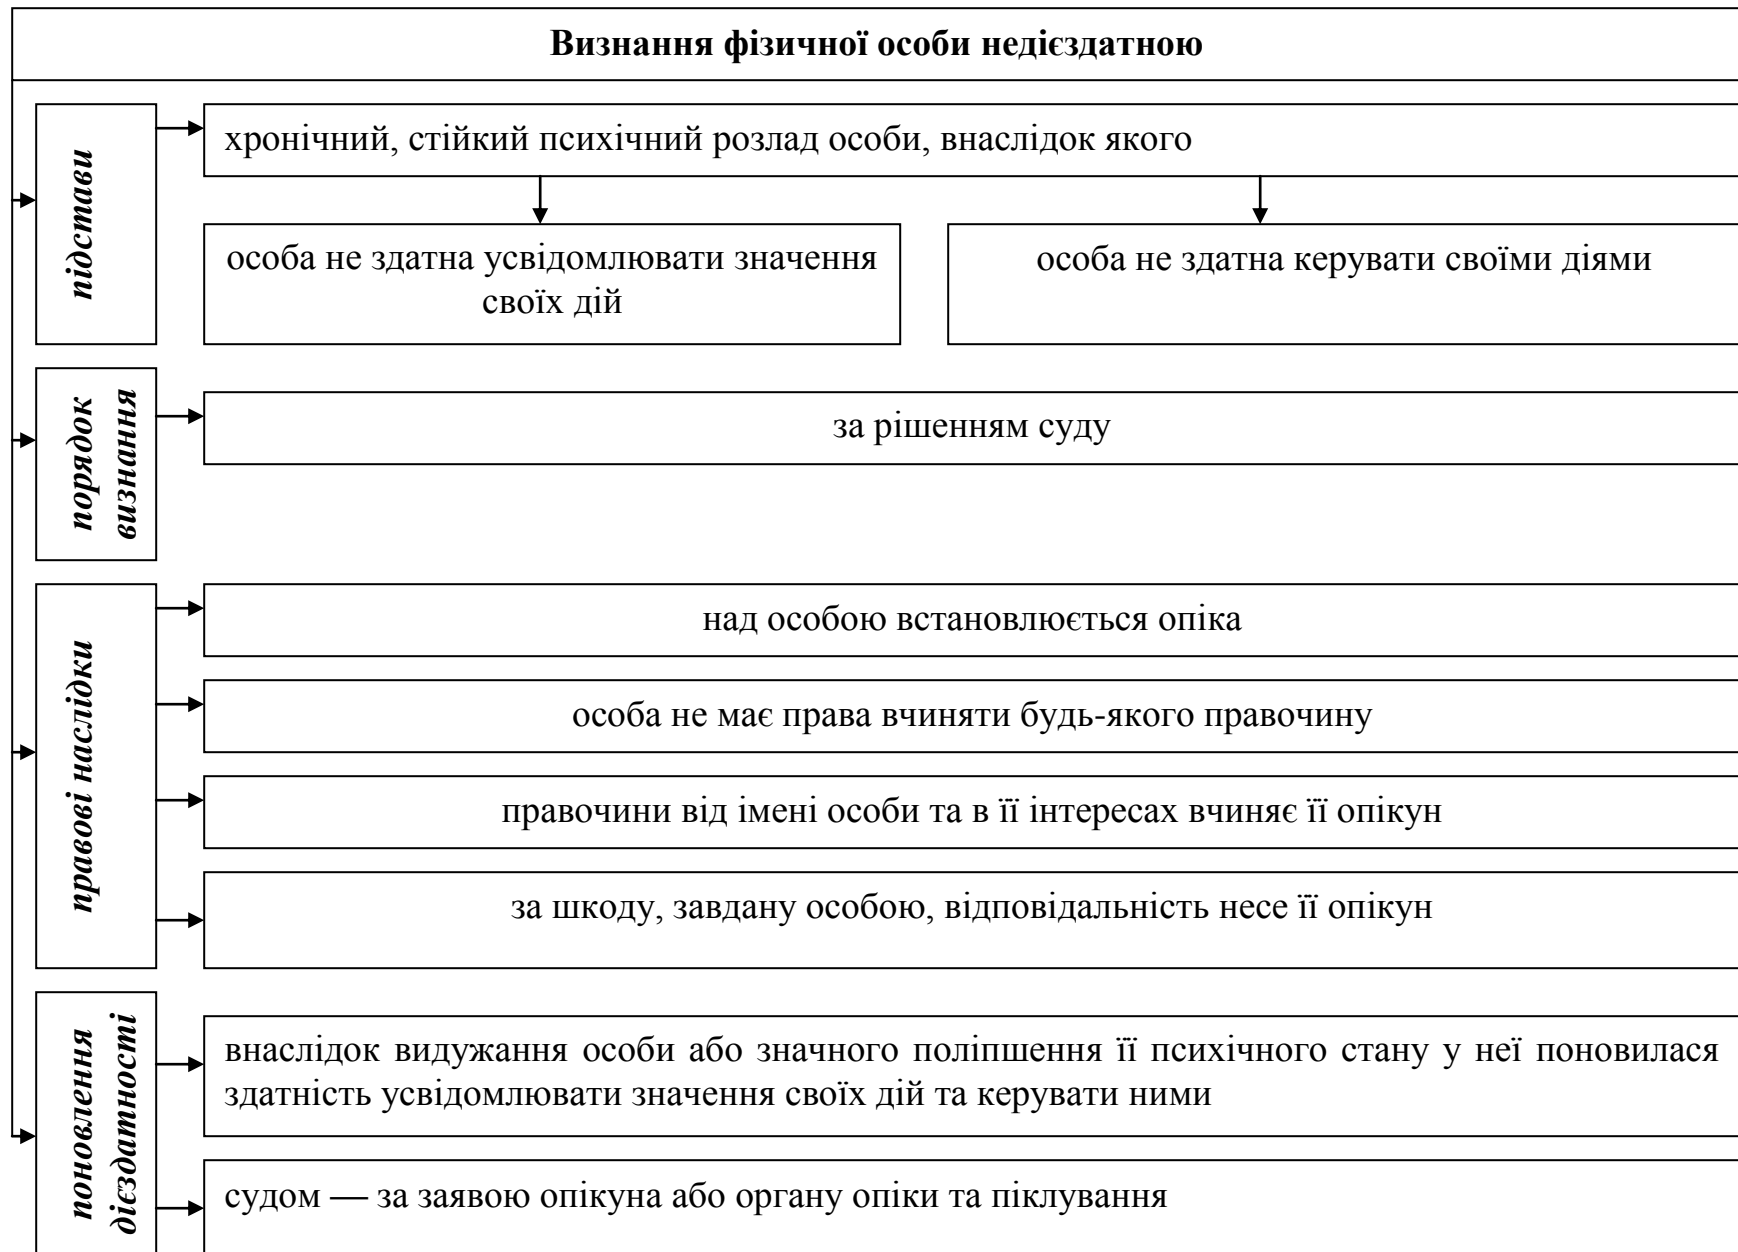 Визнання фізичної особи недієздатною
підстави
хронічний, стійкий психічний розлад особи, внаслідок якого
особа не здатна усвідомлювати значення
своїх дій
особа не здатна керувати своїми діями
порядок
визнання
за рішенням суду
правові наслідки
над особою встановлюється опіка
особа не має права вчиняти будь-якого правочину
правочини від імені особи та в її інтересах вчиняє її опікун
за шкоду, завдану особою, відповідальність несе її опікун
поновлення
дієздатності
внаслідок видужання особи або значного поліпшення її психічного стану у неї поновилася
здатність усвідомлювати значення своїх дій та керувати ними
судом — за заявою опікуна або органу опіки та піклування